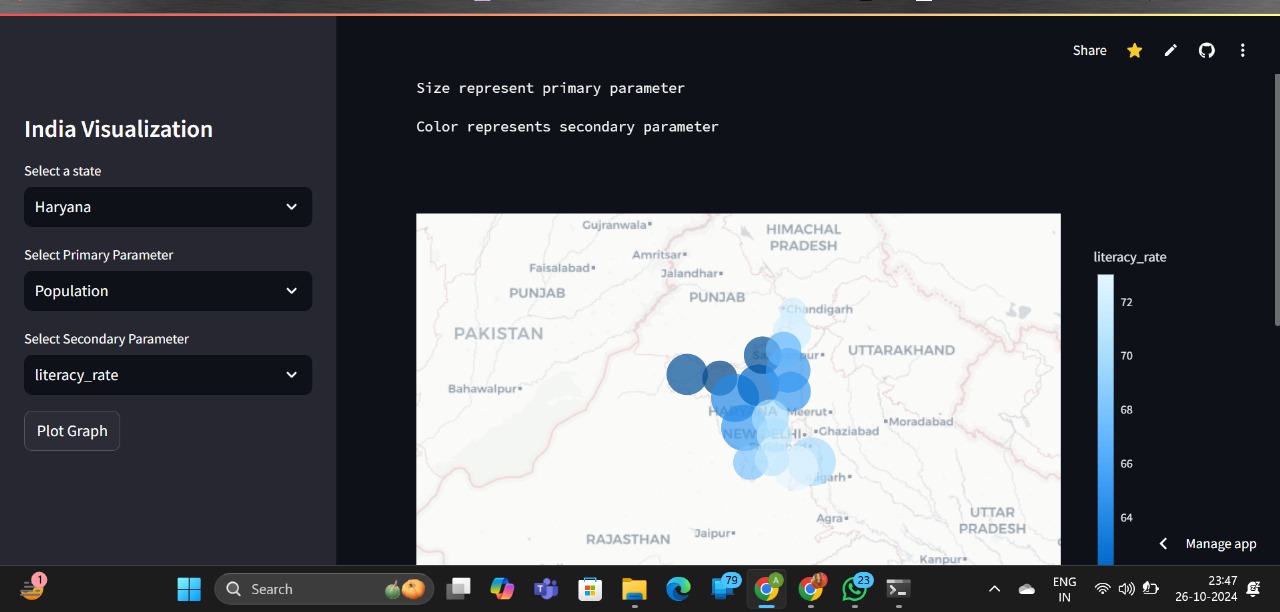 Share
India Visualization
Select a state
Haryana
Select Primary Parameter
Population
Select Secondary Parameter
literacy_rate
Plot Graph
Size represent primary parameter
Color represents secondary parameter
Gujranwala
HIMACHAL
PRADESH
Amritsar
Faisalabad
Jalandhar
PUNJAB
PUNJAB
Chandigarh
PAKISTAN
UTTARAKHAND
Bahawalpur
HARYANA
Meerut
Moradabad
NEW DELHI
Ghaziabad
Agra
UTTAR
PRADESH
RAJASTHAN
Jaipur
Kanpur
literacy_rate
72
70
68
66
64
Manage app
1
Search
79
A
23
ENG
IN
23:47
26-10-2024